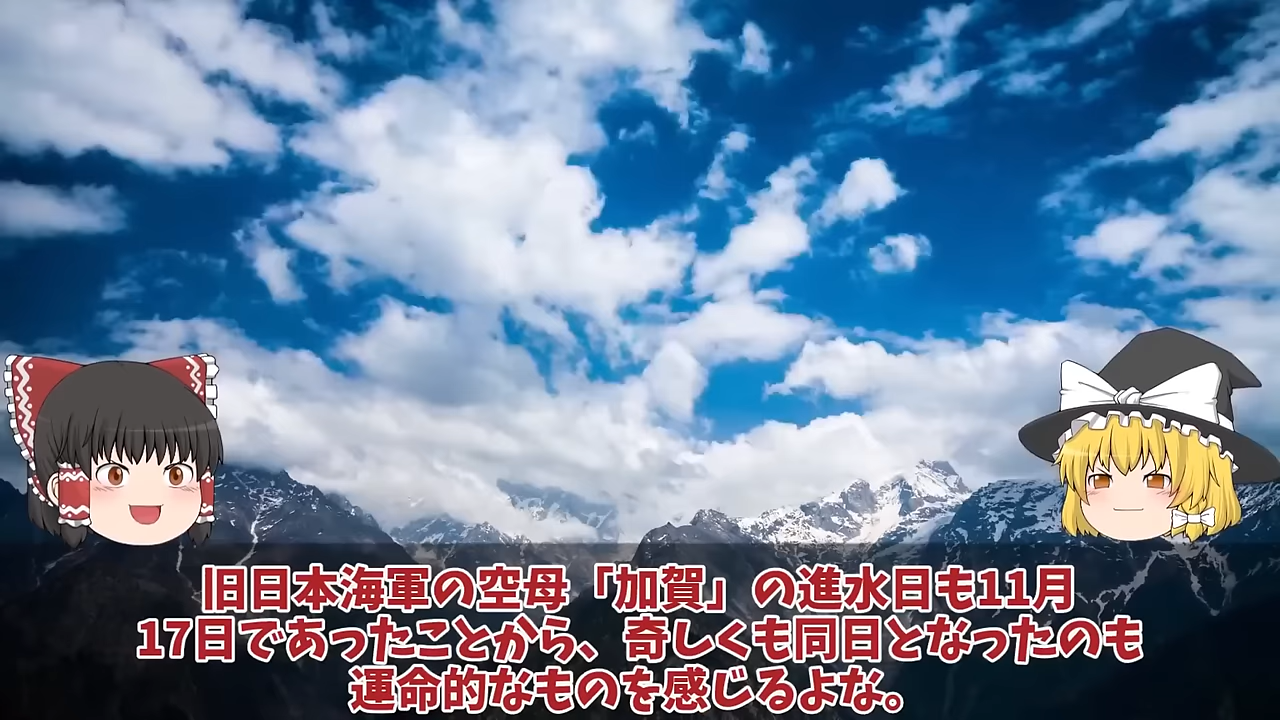 旧日本海軍の空母「加賀」の進水日も11月
17日であったことから、奇しくも同日となったのも
運命的なものを感じるよな。